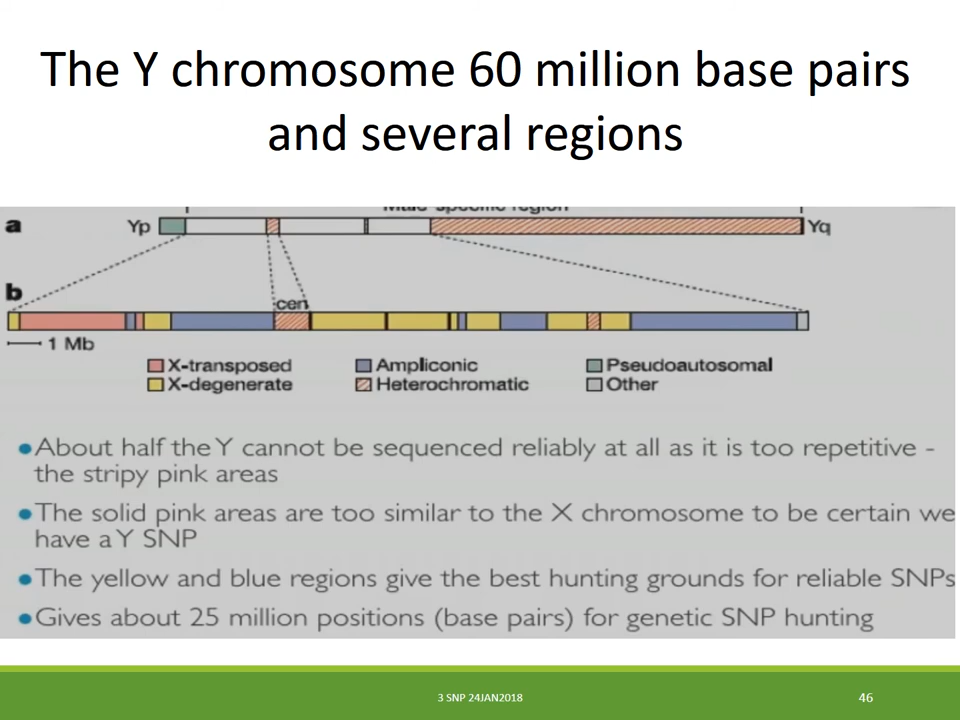 The Y chromosome 60 million base pairs
and several regions
Male-specific region
a
Yp
Yq
b
cen
1 Mb
X-transposed
Ampliconic
Pseudoautosomal
X-degenerate
Heterochromatic
Other
About half the Y cannot be sequenced reliably at all as it is too repetitive -
the stripy pink areas
The solid pink areas are too similar to the X chromosome to be certain we
have a Y SNP
The yellow and blue regions give the best hunting grounds for reliable SNPs
Gives about 25 million positions (base pairs) for genetic SNP hunting
3 SNP 24JAN2018
46